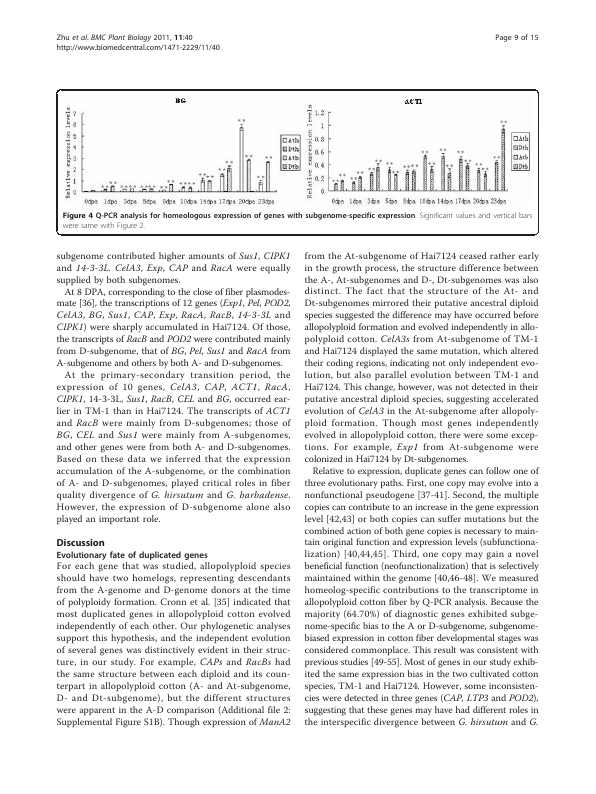 Zhu et al. BMC Plant Biology 2011, 11:40
http://www.biomedcentral.com/1471-2229/11/40
Page 9 of 15
BG
Relative expression levels
7
6
5
4
3
2
1
0
0dpa 1dpa 3dpa 5dpa 8dpa 10dpa 14dpa 17dpa 20dpa 23dpa
ACT1
Relative expression levels
1.2
1
0.8
0.6
0.4
0.2
0
0dpa 1dpa 3dpa 5dpa 8dpa 10dpa 14dpa 17dpa 20dpa 23dpa
Figure 4 Q-PCR analysis for homeologous expression of genes with subgenome-specific expression. Significant values and vertical bars
were same with Figure 2.
subgenome contributed higher amounts of Sus1, CIPK1
and 14-3-3L. CelA3, Exp, CAP and RacA were equally
supplied by both subgenomes.
At 8 DPA, corresponding to the close of fiber plasmodes-
mate [36], the transcriptions of 12 genes (Exp1, Pel, POD2,
CelA3, BG, Sus1, CAP, Exp, RacA, RacB, 14-3-3L and
CIPK1) were sharply accumulated in Hai7124. Of those,
the transcripts of RacB and POD2 were contributed mainly
from D-subgenome, that of BG, Pel, Sus1 and RacA from
A-subgenome and others by both A- and D-subgenomes.
At the primary-secondary transition period, the
expression of 10 genes, CelA3, CAP, ACT1, RacA,
CIPK1, 14-3-3L, Sus1, RacB, CEL and BG, occurred ear-
lier in TM-1 than in Hai7124. The transcripts of ACT1
and RacB were mainly from D-subgenomes; those of
BG, CEL and Sus1 were mainly from A-subgenomes,
and other genes were from both A- and D-subgenomes.
Based on these data we inferred that the expression
accumulation of the A-subgenome, or the combination
of A- and D-subgenomes, played critical roles in fiber
quality divergence of G. hirsutum and G. barbadense.
However, the expression of D-subgenome alone also
played an important role.
Discussion
Evolutionary fate of duplicated genes
For each gene that was studied, allopolyploid species
should have two homelogs, representing descendants
from the A-genome and D-genome donors at the time
of polyploidy formation. Cronn et al. [35] indicated that
most duplicated genes in allopolyploid cotton evolved
independently of each other. Our phylogenetic analyses
support this hypothesis, and the independent evolution
of several genes was distinctively evident in their struc-
ture, in our study. For example, CAPs and RacBs had
the same structure between each diploid and its coun-
terpart in allopolyploid cotton (A- and At-subgenome,
D- and Dt-subgenome), but the different structures
were apparent in the A-D comparison (Additional file 2:
Supplemental Figure S1B). Though expression of ManA2
from the At-subgenome of Hai7124 ceased rather early
in the growth process, the structure difference between
the A-, At-subgenomes and D-, Dt-subgenomes was also
distinct. The fact that the structure of the At- and
Dt-subgenomes mirrored their putative ancestral diploid
species suggested the difference may have occurred before
allopolyploid formation and evolved independently in allo-
polyploid cotton. CelA3s from At-subgenome of TM-1
and Hai7124 displayed the same mutation, which altered
their coding regions, indicating not only independent evo-
lution, but also parallel evolution between TM-1 and
Hai7124. This change, however, was not detected in their
putative ancestral diploid species, suggesting accelerated
evolution of CelA3 in the At-subgenome after allopoly-
ploid formation. Though most genes independently
evolved in allopolyploid cotton, there were some excep-
tions. For example, Exp1 from At-subgenome were
colonized in Hai7124 by Dt-subgenomes.
Relative to expression, duplicate genes can follow one of
three evolutionary paths. First, one copy may evolve into a
nonfunctional pseudogene [37-41]. Second, the multiple
copies can contribute to an increase in the gene expression
level [42,43] or both copies can suffer mutations but the
combined action of both gene copies is necessary to main-
tain original function and expression levels (subfunctiona-
lization) [40,44,45]. Third, one copy may gain a novel
beneficial function (neofunctionalization) that is selectively
maintained within the genome [40,46-48]. We measured
homeolog-specific contributions to the transcriptome in
allopolyploid cotton fiber by Q-PCR analysis. Because the
majority (64.70%) of diagnostic genes exhibited subge-
nome-specific bias to the A or D-subgenome, subgenome-
biased expression in cotton fiber developmental stages was
considered commonplace. This result was consistent with
previous studies [49-55]. Most of genes in our study exhib-
ited the same expression bias in the two cultivated cotton
species, TM-1 and Hai7124. However, some inconsisten-
cies were detected in three genes (CAP, LTP3 and POD2),
suggesting that these genes may have had different roles in
the interspecific divergence between G. hirsutum and G.